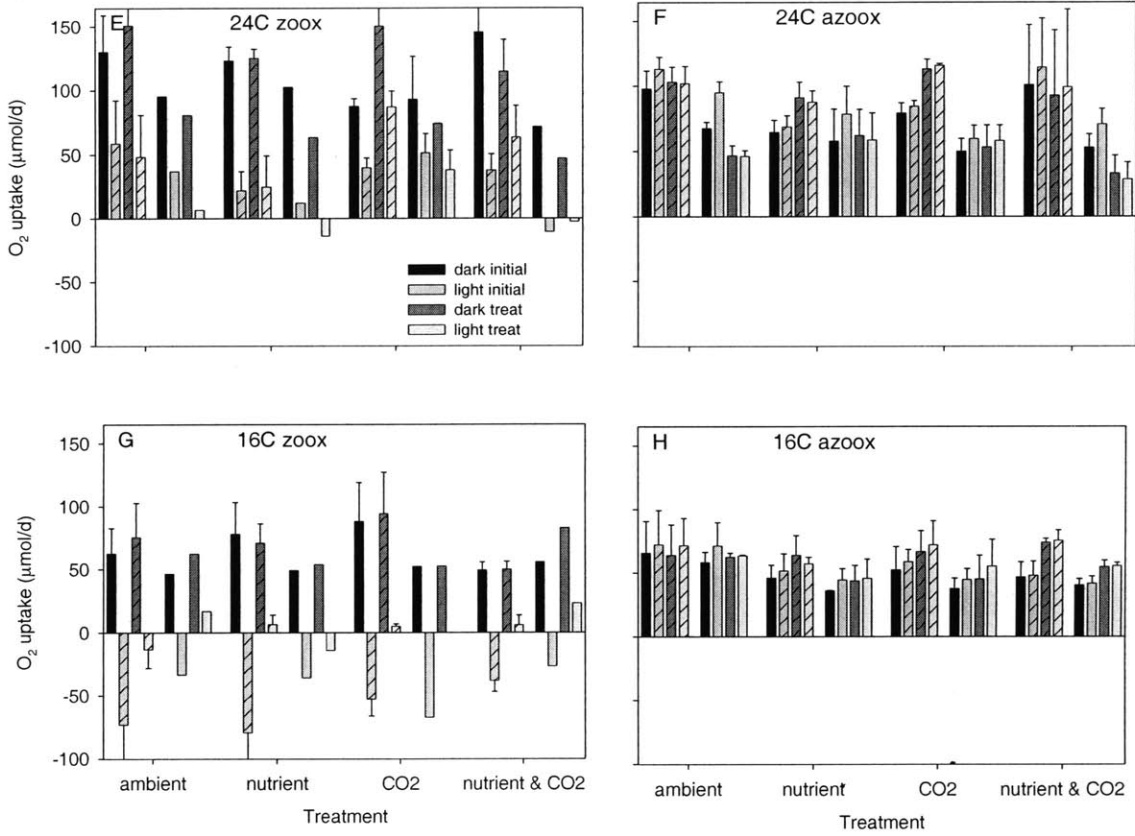 E 24C zoox
150
100
50
0
-50
-100
O₂ uptake (μmol/d)
dark initial
light initial
dark treat
light treat
F 24C azoox
G 16C zoox
150
100
50
0
-50
-100
O₂ uptake (μmol/d)
ambient nutrient CO2 nutrient & CO2
Treatment
H 16C azoox
ambient nutrient CO2 nutrient & CO2
Treatment